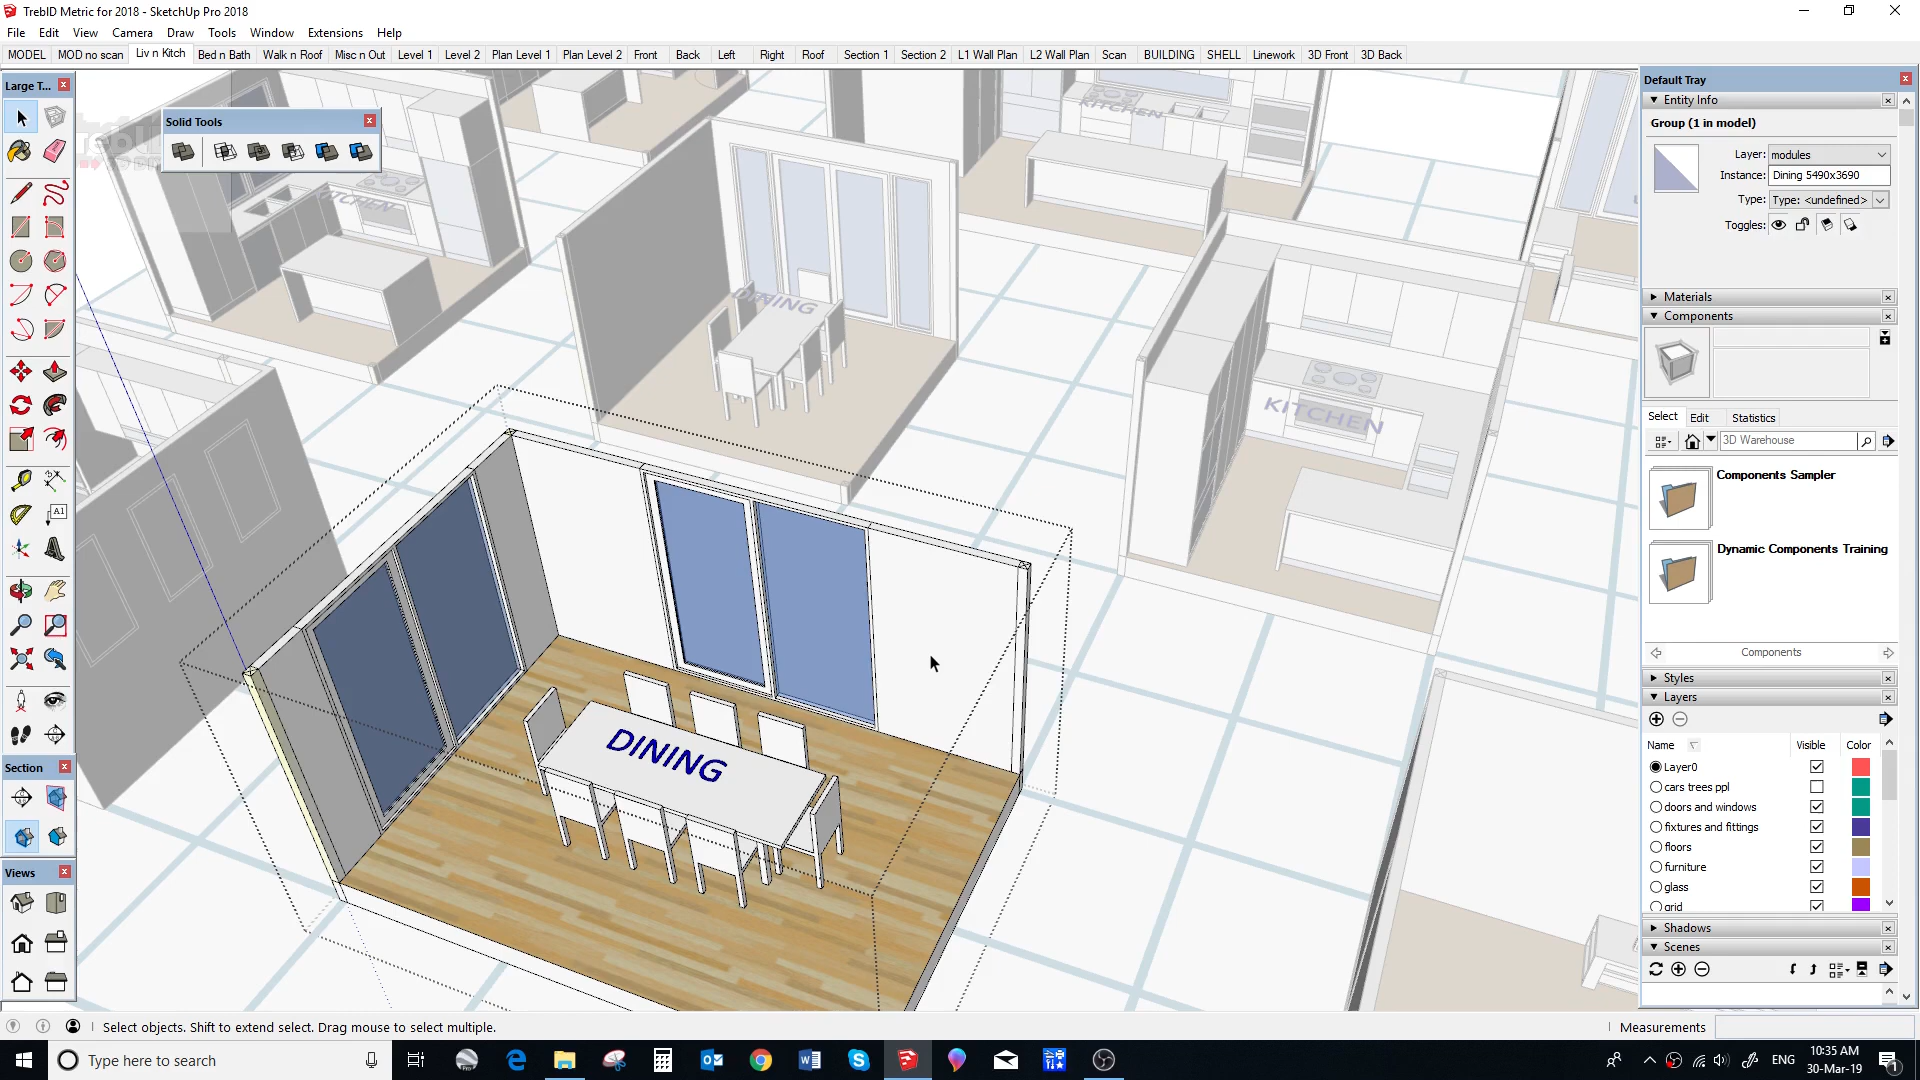 TrebID Metric for 2018 - SketchUp Pro 2018
File Edit View Camera Draw Tools Window Extensions Help
MODEL MOD no scan Liv n Kitch Bed n Bath Walk n Roof Misc n Out Level 1 Level 2 Plan Level 1 Plan Level 2 Front Back Left Right Roof Section 1 Section 2 L1 Wall Plan L2 Wall Plan Scan BUILDING SHELL Linework 3D Front 3D Back
Large T...
Solid Tools
KITCHEN
KITCHEN
DINING
KITCHEN
DINING
A1
Section
Views
Default Tray
Entity Info
Group (1 in model)
Layer: modules
Instance: Dining 5490x3690
Type: Type: <undefined>
Toggles:
Materials
Components
Select Edit Statistics
3D Warehouse
Components Sampler
Dynamic Components Training
Components
Styles
Layers
Name Visible Color
Layer0
cars trees ppl
doors and windows
fixtures and fittings
floors
furniture
glass
grid
Shadows
Scenes
Select objects. Shift to extend select. Drag mouse to select multiple.
Measurements
Type here to search
ENG
10:35 AM
30-Mar-19
1